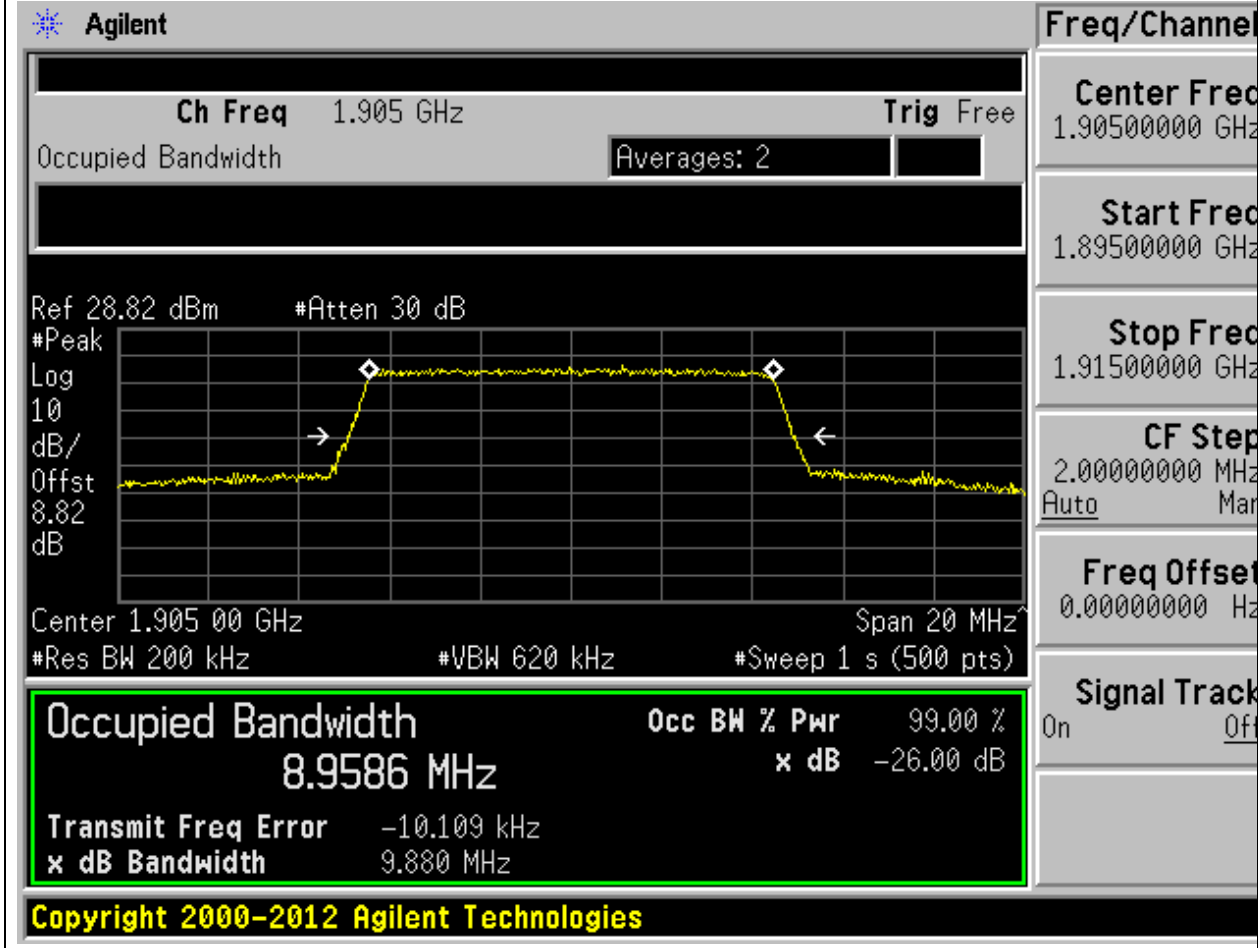 Agilent
Freq/Channel
Ch Freq 1.905 GHz Trig Free
Occupied Bandwidth Averages: 2
Center Freq
1.90500000 GHz
Start Freq
1.89500000 GHz
Stop Freq
1.91500000 GHz
CF Step
2.00000000 MHz
Auto Man
Freq Offset
0.00000000 Hz
Signal Track
On Off
Ref 28.82 dBm #Atten 30 dB
#Peak
Log
10
dB/
Offst
8.82
dB
Center 1.905 00 GHz Span 20 MHz^
#Res BW 200 kHz #VBW 620 kHz #Sweep 1 s (500 pts)
Occupied Bandwidth
8.9586 MHz
Occ BW % Pwr 99.00 %
x dB -26.00 dB
Transmit Freq Error -10.109 kHz
x dB Bandwidth 9.880 MHz
Copyright 2000-2012 Agilent Technologies